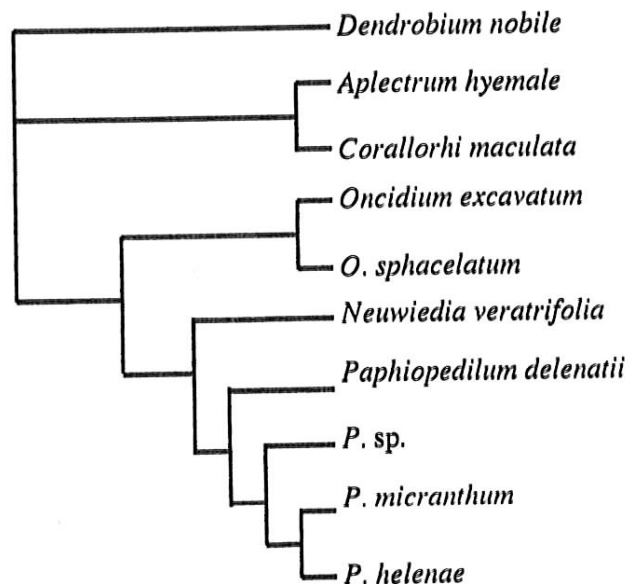 Dendrobium nobile
Aplectrum hyemale
Corallorhi maculata
Oncidium excavatum
O. sphacelatum
Neuwiedia veratrifolia
Paphiopedilum delenatii
P. sp.
P. micranthum
P. helenae